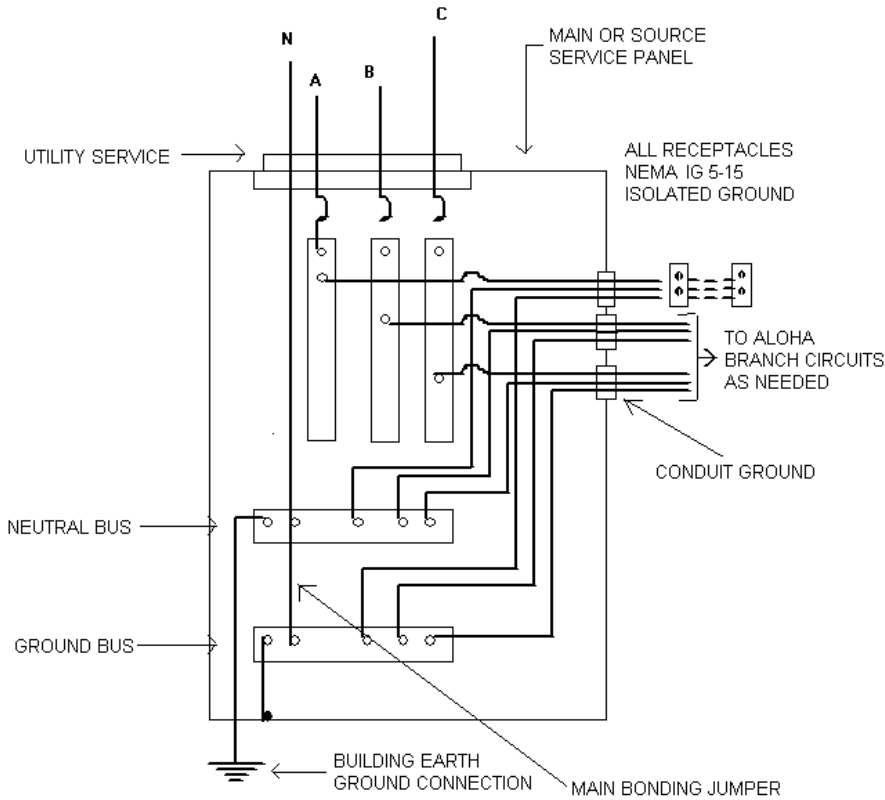 C
N
A
B
MAIN OR SOURCE
SERVICE PANEL
UTILITY SERVICE
ALL RECEPTACLES
NEMA IG 5-15
ISOLATED GROUND
TO ALOHA
BRANCH CIRCUITS
AS NEEDED
CONDUIT GROUND
NEUTRAL BUS
GROUND BUS
BUILDING EARTH
GROUND CONNECTION
MAIN BONDING JUMPER